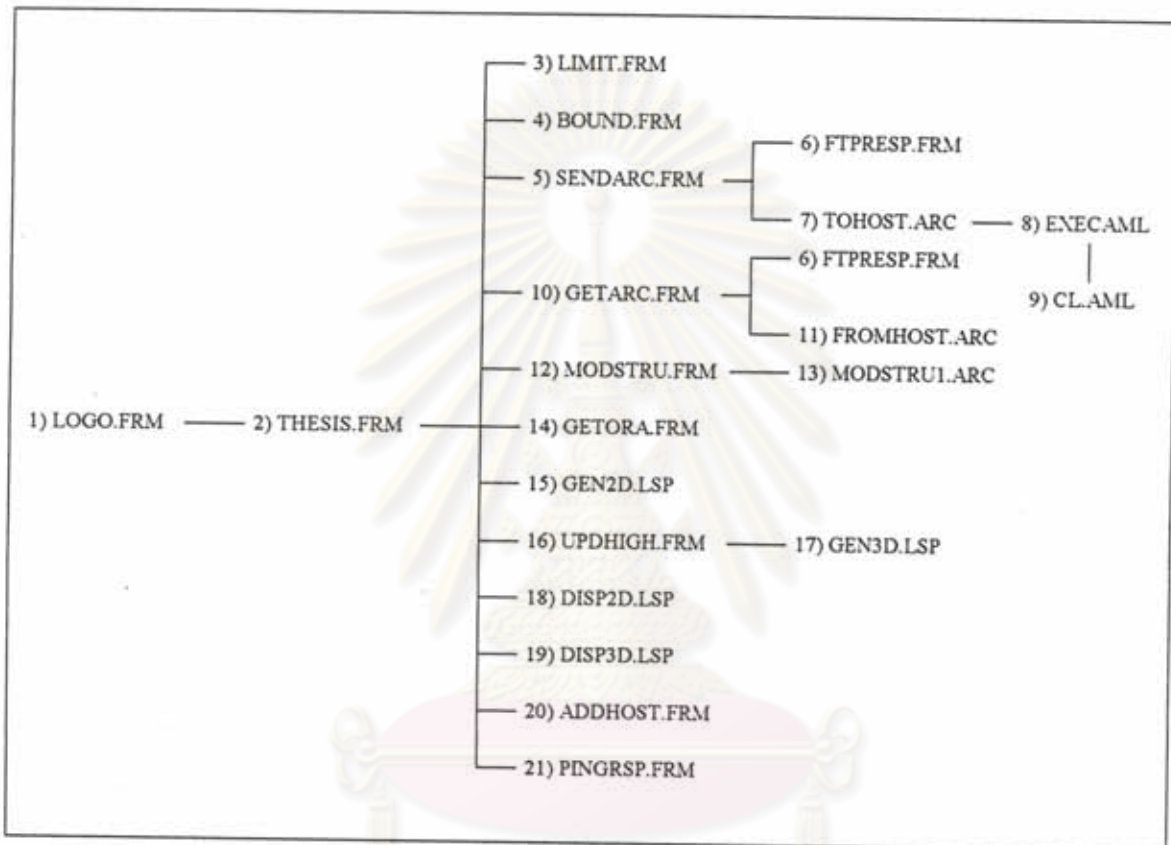 1) LOGO.FRM
2) THESIS.FRM
3) LIMIT.FRM
4) BOUND.FRM
5) SENDARC.FRM
6) FTPRESP.FRM
7) TOHOST.ARC
8) EXECAML
9) CL.AML
10) GETARC.FRM
6) FTPRESP.FRM
11) FROMHOST.ARC
12) MODSTRU.FRM
13) MODSTRU1.ARC
14) GETORA.FRM
15) GEN2D.LSP
16) UPDHIGH.FRM
17) GEN3D.LSP
18) DISP2D.LSP
19) DISP3D.LSP
20) ADDHOST.FRM
21) PINGRSP.FRM